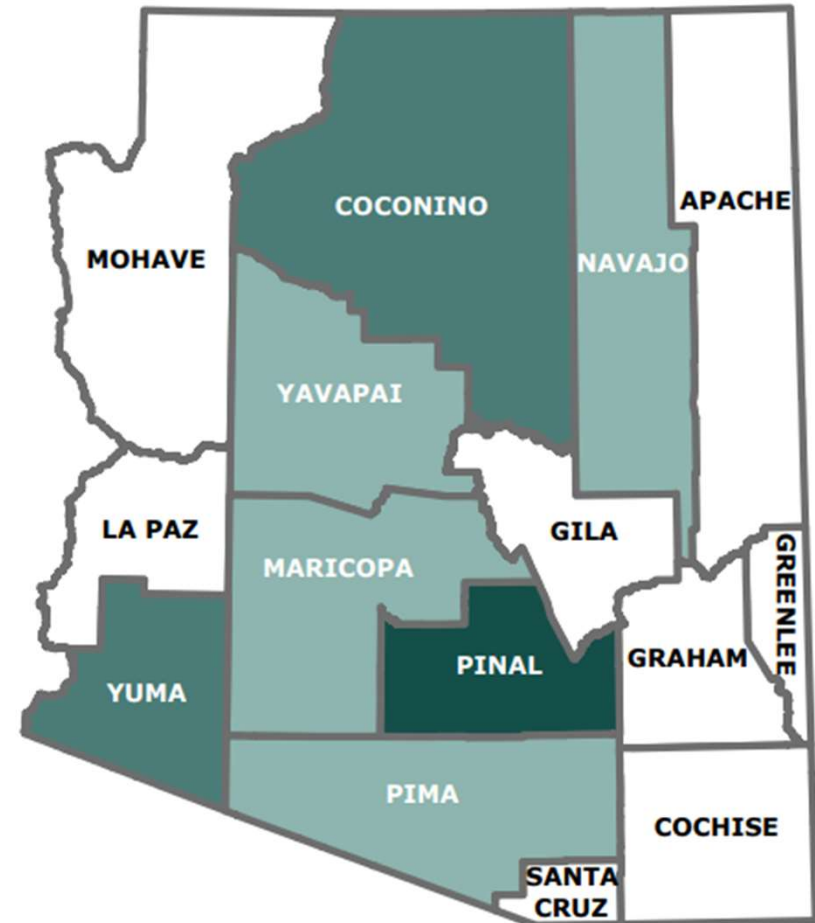 COCONINO
APACHE
MOHAVE
NAVAJO
YAVAPAI
LA PAZ
GILA
MARICOPA
GREENLEE
PINAL
GRAHAM
YUMA
PIMA
COCHISE
SANTA
CRUZ